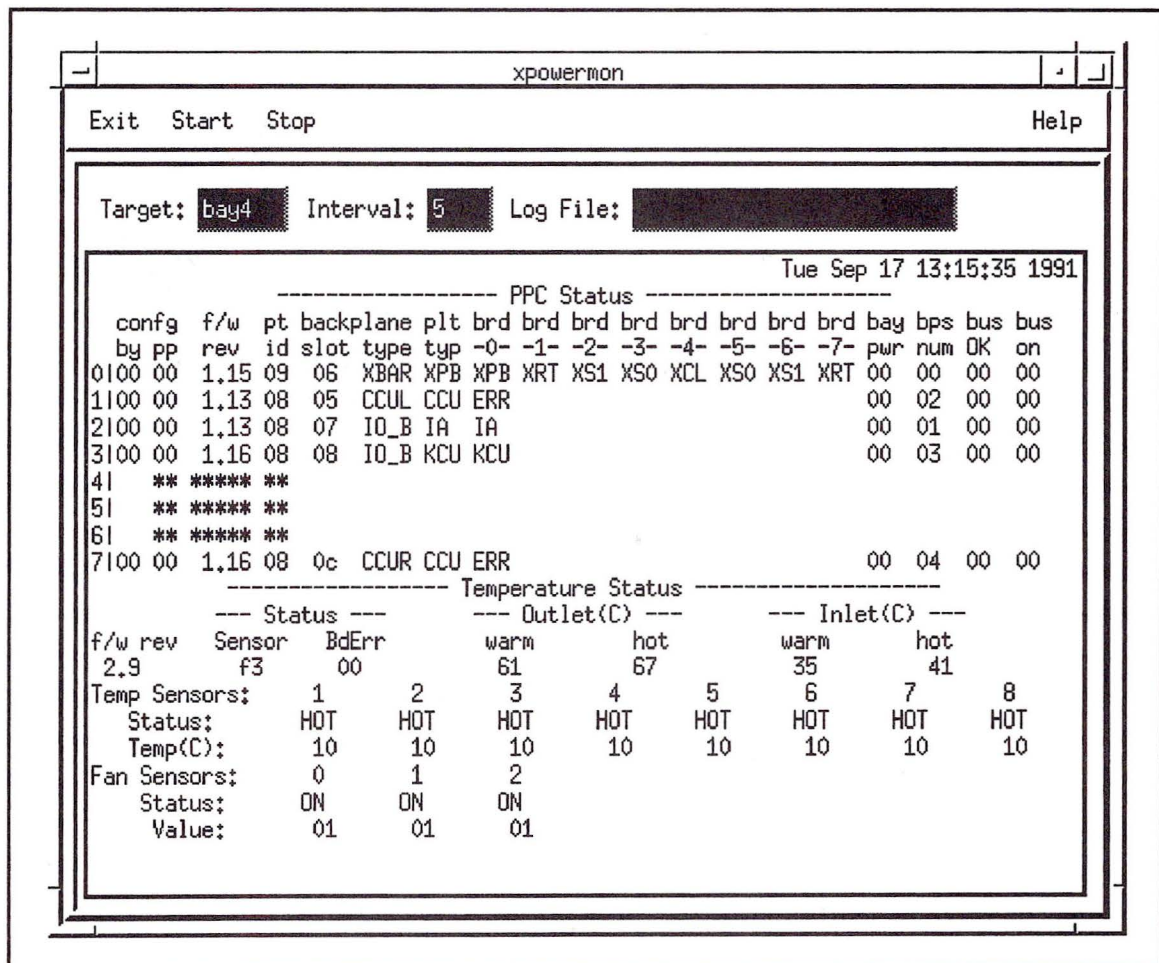 xpowermon
Exit Start Stop Help
Target: bay4 Interval: 5 Log File:
Tue Sep 17 13:15:35 1991
------------------- PPC Status ---------------------
confg f/w pt backplane plt brd brd brd brd brd brd brd brd bay bps bus bus
by pp rev id slot type typ -0- -1- -2- -3- -4- -5- -6- -7- pwr num OK on
0|00 00 1.15 09 06 XBAR XPB XPB XRT XS1 XS0 XCL XS0 XS1 XRT 00 00 00 00
1|00 00 1.13 08 05 CCUL CCU ERR 00 02 00 00
2|00 00 1.13 08 07 IO_B IA IA 00 01 00 00
3|00 00 1.16 08 08 IO_B KCU KCU 00 03 00 00
4| ** ***** **
5| ** ***** **
6| ** ***** **
7|00 00 1.16 08 0c CCUR CCU ERR 00 04 00 00
------------------- Temperature Status ---------------------
--- Status --- --- Outlet(C) --- --- Inlet(C) ---
f/w rev Sensor BdErr warm hot warm hot
2.9 f3 00 61 67 35 41
Temp Sensors: 1 2 3 4 5 6 7 8
Status: HOT HOT HOT HOT HOT HOT HOT HOT
Temp(C): 10 10 10 10 10 10 10 10
Fan Sensors: 0 1 2
Status: ON ON ON
Value: 01 01 01